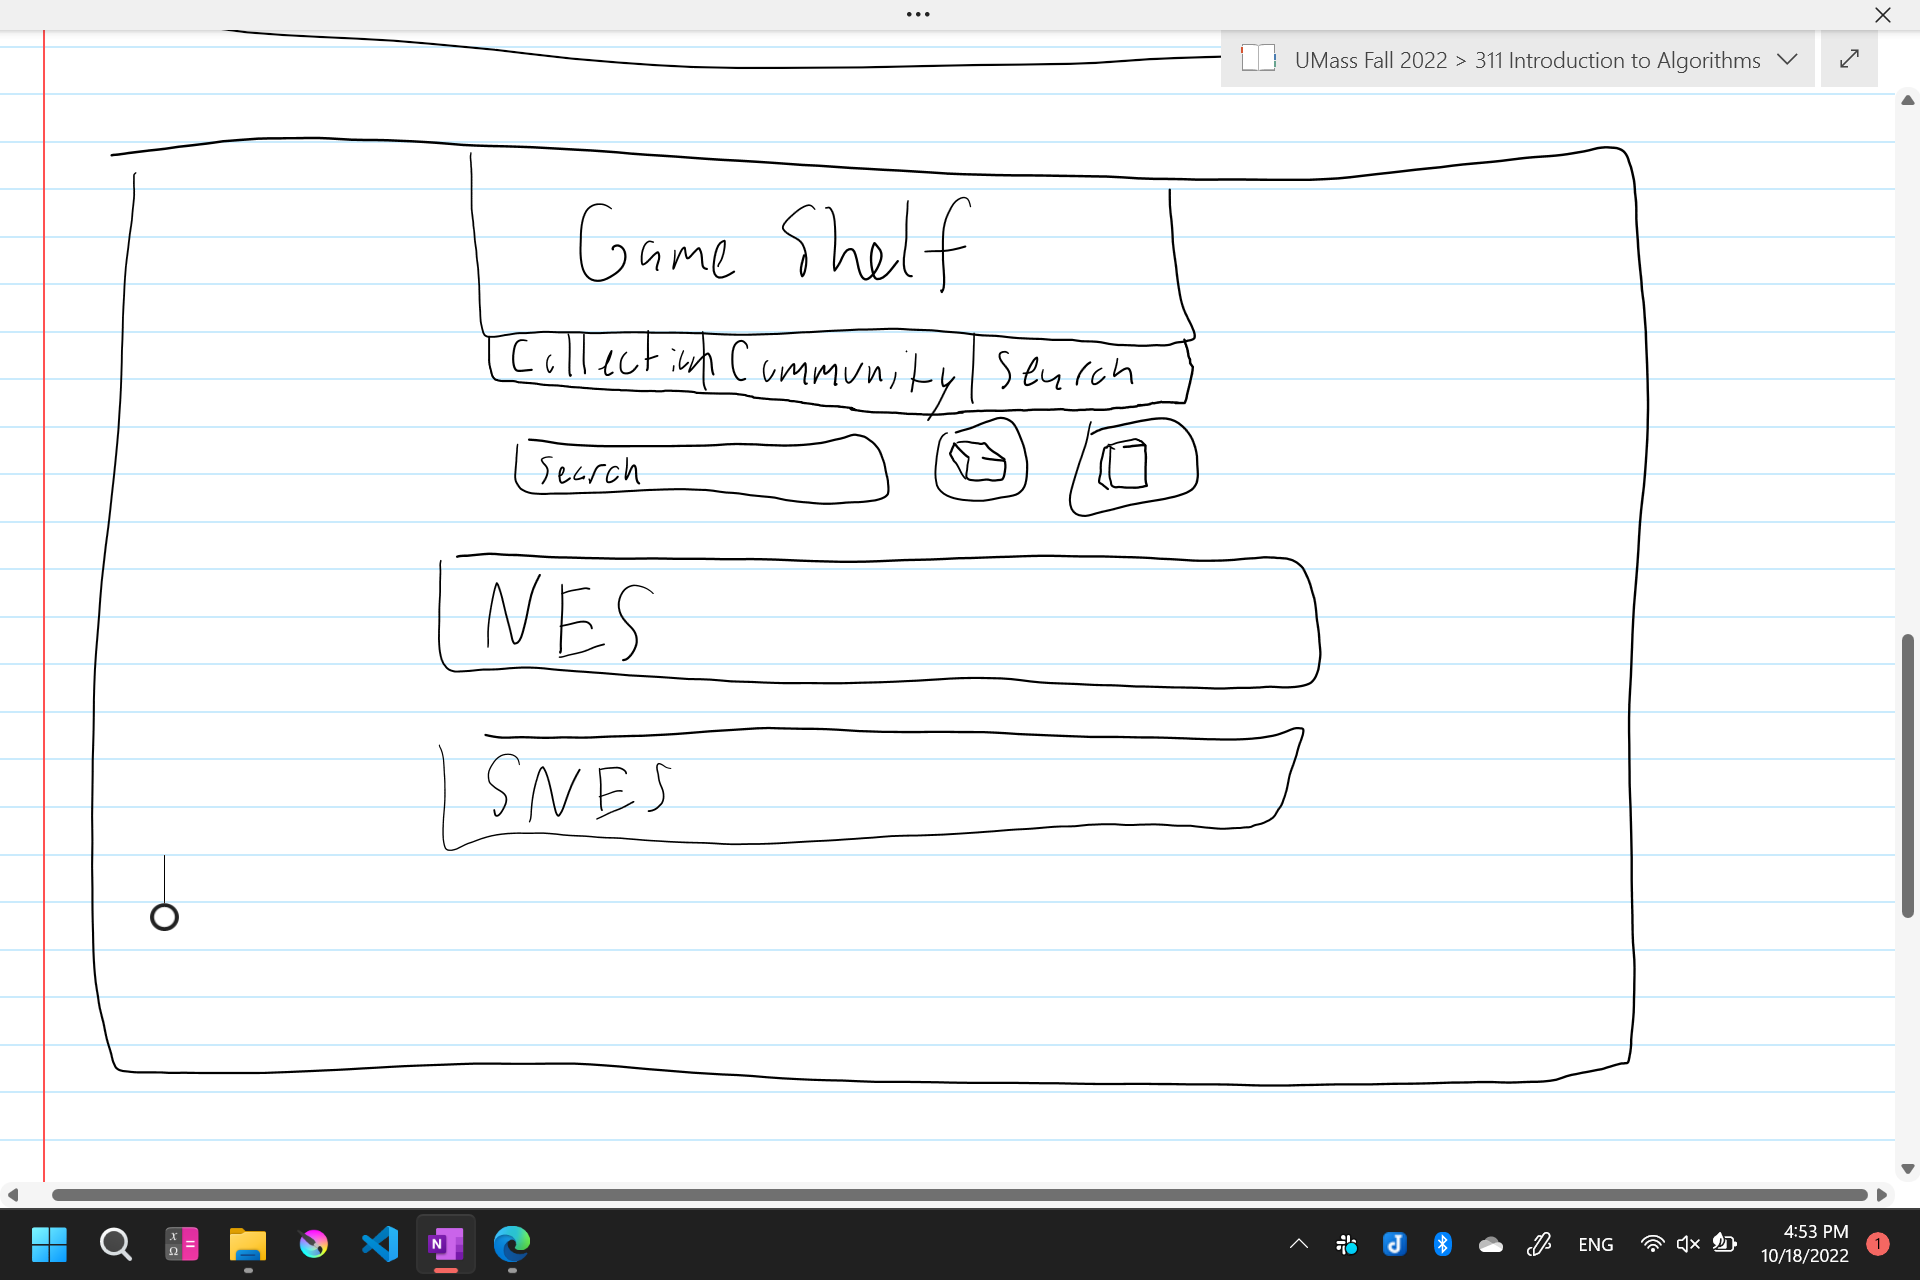 UMass Fall 2022 > 311 Introduction to Algorithms
Game Shelf
Collection Community Search
Search
NES
SNES
ENG
4:53 PM
10/18/2022
1